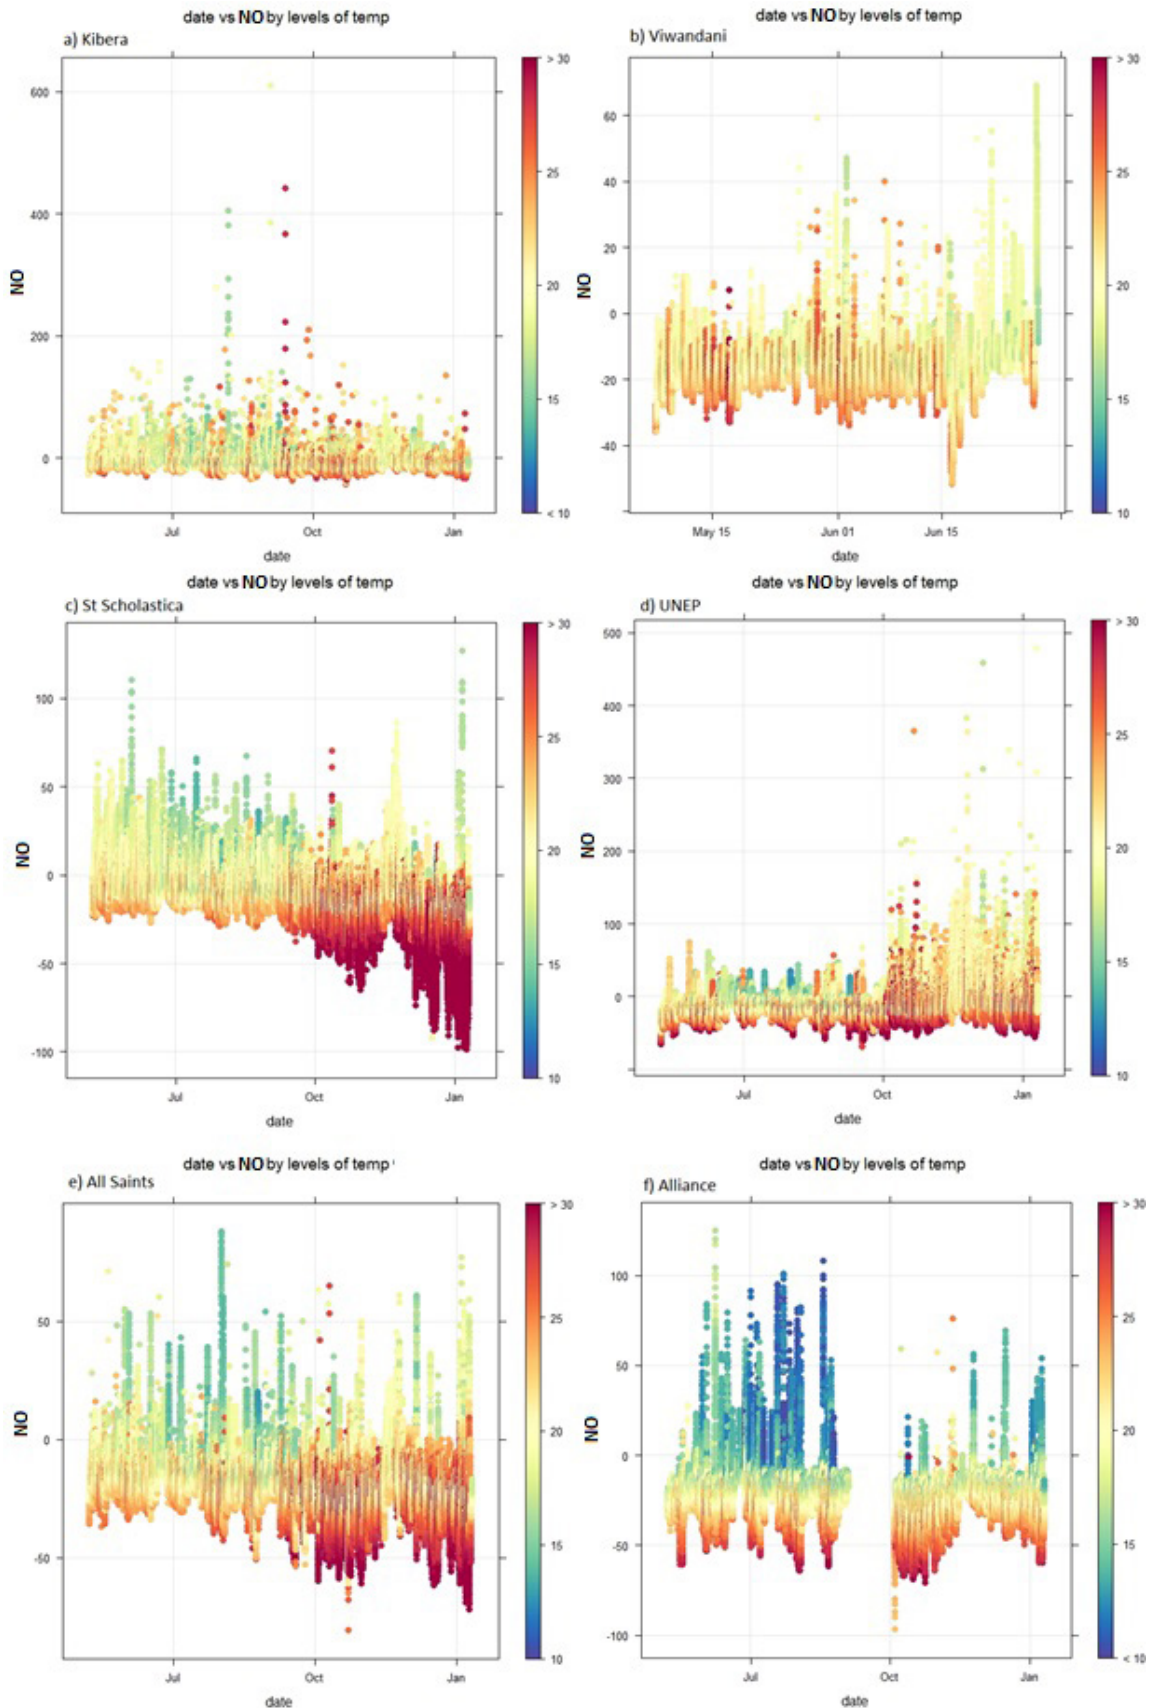 date vs NO by levels of temp
a) Kibera
> 30
600
25
400
NO
20
200
15
0
< 10
Jul Oct Jan
date
date vs NO by levels of temp
b) Viwandani
> 30
60
25
40
20
NO
20
0
-20
15
-40
10
May 15 Jun 01 Jun 15
date
date vs NO by levels of temp
c) St Scholastica
> 30
100
25
50
NO
20
0
-50
15
-100
10
Jul Oct Jan
date
date vs NO by levels of temp
d) UNEP
> 30
500
400
25
300
NO
20
200
100
15
0
10
Jul Oct Jan
date
date vs NO by levels of temp
e) All Saints
> 30
50
25
NO
20
0
15
-50
10
Jul Oct Jan
date
date vs NO by levels of temp
f) Alliance
> 30
100
25
50
NO
20
0
-50
15
-100
< 10
Jul Oct Jan
date